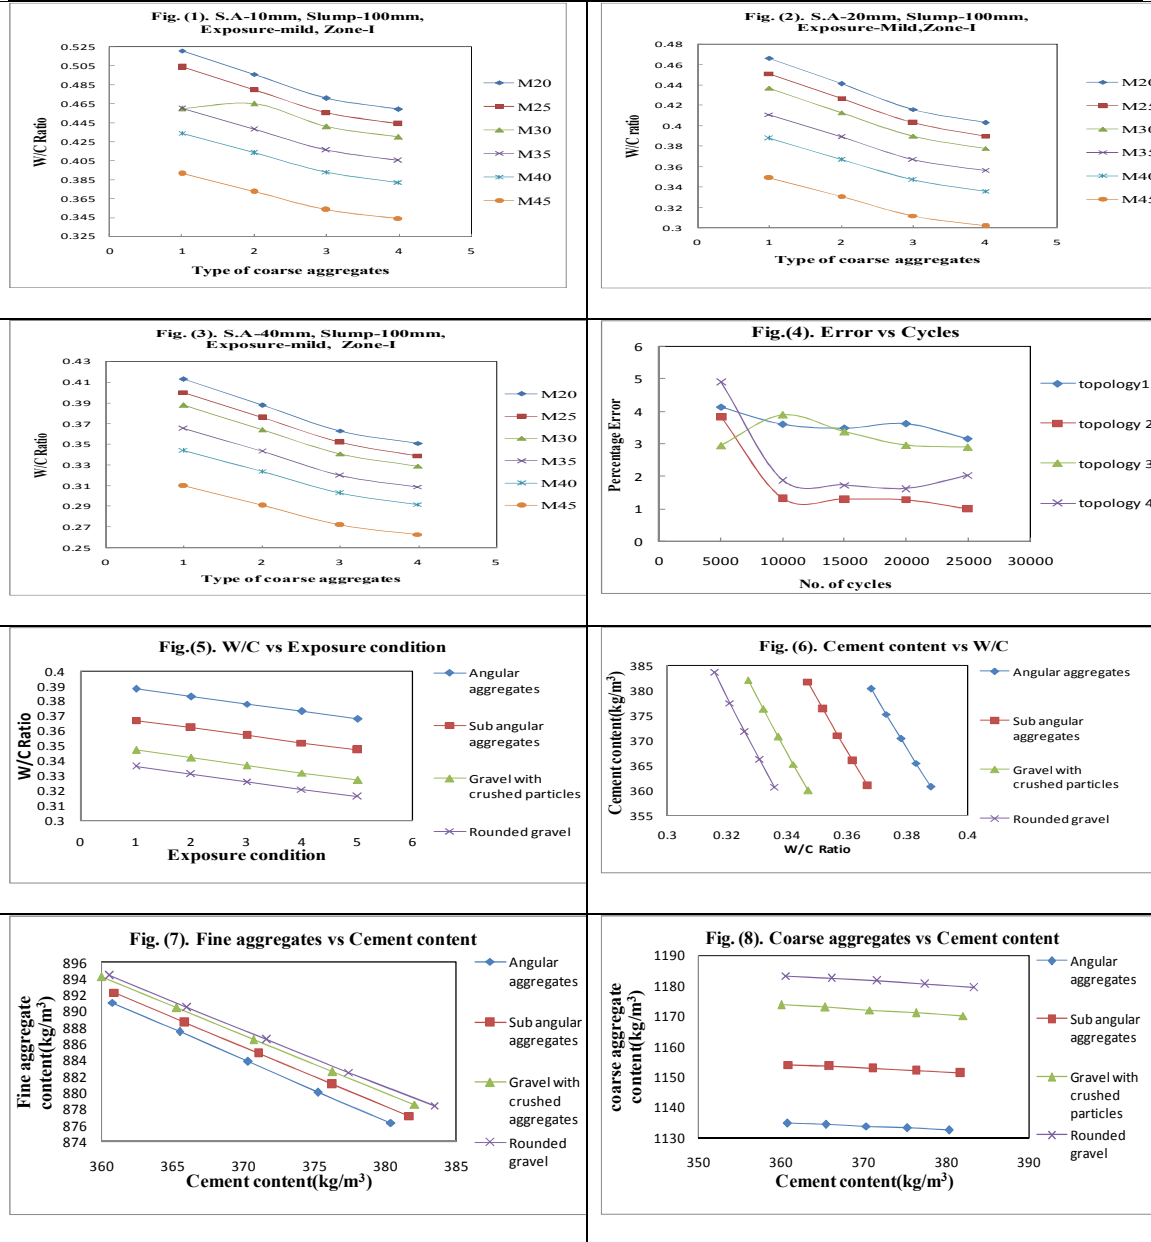 Fig. (1). S.A-10mm, Slump-100mm,
Exposure-mild, Zone-I
0.525
0.505
0.485
0.465
0.445
0.425
0.405
0.385
0.365
0.345
0.325
W/C Ratio
0 1 2 3 4 5
Type of coarse aggregates
M20
M25
M30
M35
M40
M45
Fig. (2). S.A-20mm, Slump-100mm,
Exposure-Mild,Zone-I
0.48
0.46
0.44
0.42
0.4
0.38
0.36
0.34
0.32
0.3
W/C ratio
0 1 2 3 4 5
Type of coarse aggregates
M20
M25
M30
M35
M40
M45
Fig. (3). S.A-40mm, Slump-100mm,
Exposure-mild, Zone-I
0.43
0.41
0.39
0.37
0.35
0.33
0.31
0.29
0.27
0.25
W/C Ratio
0 1 2 3 4 5
Type of coarse aggregates
M20
M25
M30
M35
M40
M45
Fig.(4). Error vs Cycles
6
5
4
3
2
1
0
Percentage Error
0 5000 10000 15000 20000 25000 30000
No. of cycles
topology1
topology 2
topology 3
topology 4
Fig.(5). W/C vs Exposure condition
0.4
0.39
0.38
0.37
0.36
0.35
0.34
0.33
0.32
0.31
0.3
W/C Ratio
0 1 2 3 4 5 6
Exposure condition
Angular
aggregates
Sub angular
aggregates
Gravel with
crushed particles
Rounded gravel
Fig. (6). Cement content vs W/C
385
380
375
370
365
360
355
Cement content(kg/m³)
0.3 0.32 0.34 0.36 0.38 0.4
W/C Ratio
Angular aggregates
Sub angular
aggregates
Gravel with
crushed particles
Rounded gravel
Fig. (7). Fine aggregates vs Cement content
896
894
892
890
888
886
884
882
880
878
876
874
Fine aggregate
content(kg/m³)
360 365 370 375 380 385
Cement content(kg/m³)
Angular
aggregates
Sub angular
aggregates
Gravel with
crushed
aggregates
Rounded
gravel
Fig. (8). Coarse aggregates vs Cement content
1190
1180
1170
1160
1150
1140
1130
coarse aggregate
content(kg/m³)
350 360 370 380 390
Cement content(kg/m³)
Angular
aggregates
Sub angular
aggregates
Gravel with
crushed
particles
Rounded
gravel